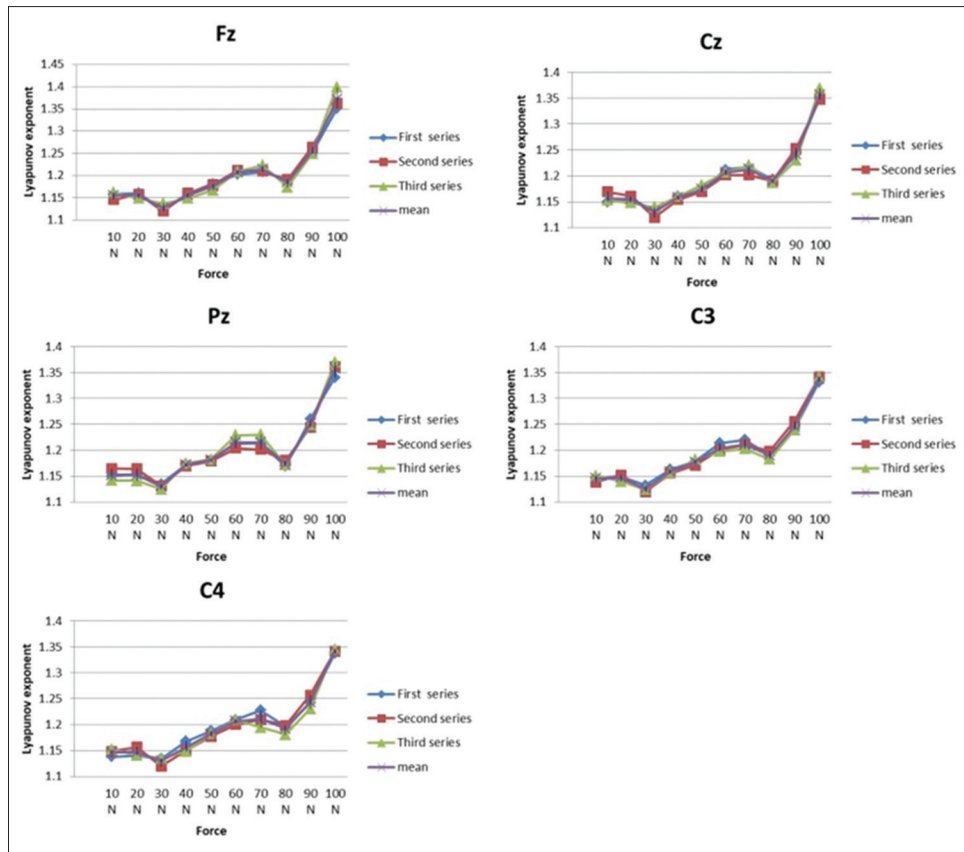 Fz
Lyapunov exponent
1.45
1.4
1.35
1.3
1.25
1.2
1.15
1.1
10 20 30 40 50 60 70 80 90 100
N N N N N N N N N N
Force
First series
Second series
Third series
mean
Cz
Lyapunov exponent
1.4
1.35
1.3
1.25
1.2
1.15
1.1
10 20 30 40 50 60 70 80 90 100
N N N N N N N N N N
Force
First series
Second series
Third series
mean
Pz
Lyapunov exponent
1.4
1.35
1.3
1.25
1.2
1.15
1.1
10 20 30 40 50 60 70 80 90 100
N N N N N N N N N N
Force
First series
Second series
Third series
mean
C3
Lyapunov exponent
1.4
1.35
1.3
1.25
1.2
1.15
1.1
10 20 30 40 50 60 70 80 90 100
N N N N N N N N N N
Force
First series
Second series
Third series
mean
C4
Lyapunov exponent
1.4
1.35
1.3
1.25
1.2
1.15
1.1
10 20 30 40 50 60 70 80 90 100
N N N N N N N N N N
Force
First series
Second series
Third series
mean